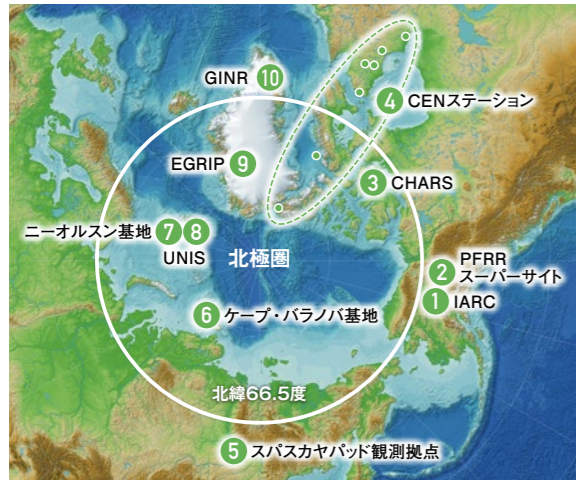 GINR 10
4 CENステーション
EGRIP 9
3 CHARS
ニーオルスン基地 7 8
UNIS
北極圏
2 PFRR
スーパーサイト
1 IARC
6 ケープ・バラノバ基地
北緯66.5度
5 スパスカヤパッド観測拠点